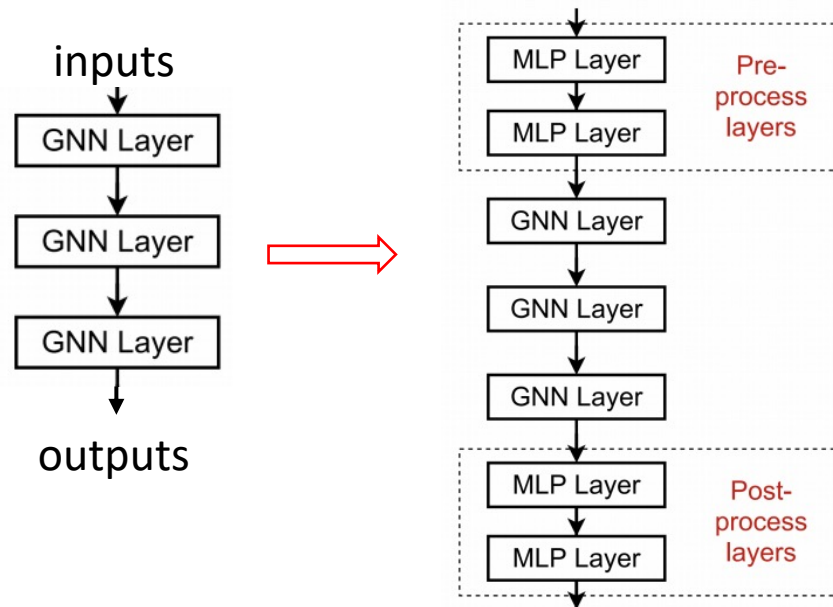 inputs
GNN Layer
GNN Layer
GNN Layer
outputs
MLP Layer
MLP Layer
Pre-
process
layers
GNN Layer
GNN Layer
GNN Layer
MLP Layer
MLP Layer
Post-
process
layers